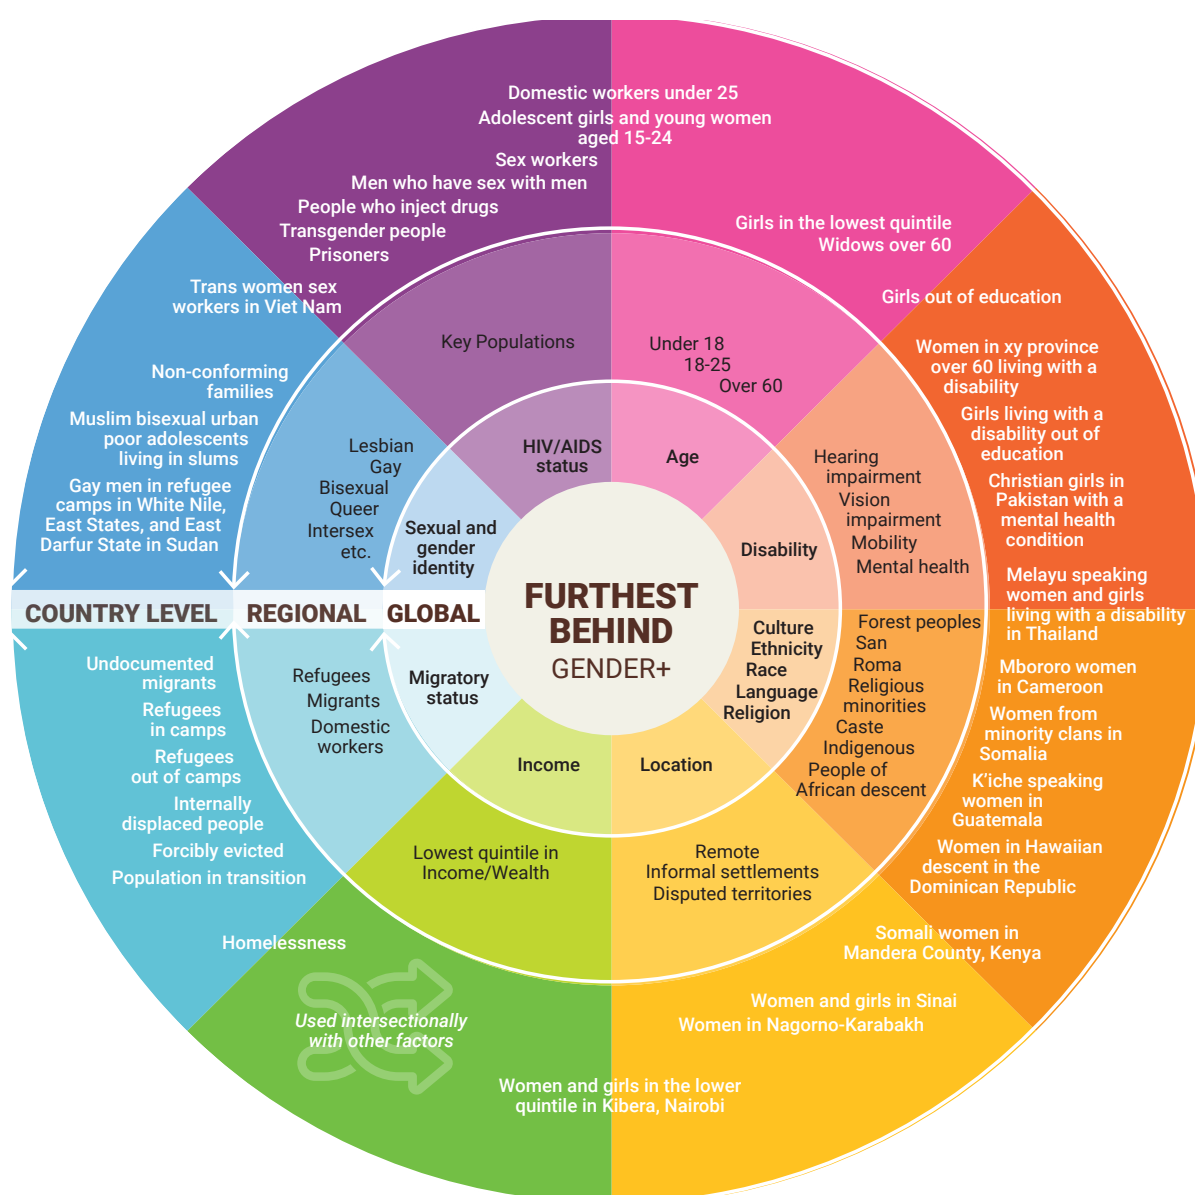 Domestic workers under 25
Adolescent girls and young women
aged 15-24
Sex workers
Men who have sex with men
People who inject drugs
Transgender people
Prisoners
Girls in the lowest quintile
Widows over 60
Trans women sex
workers in Viet Nam
Non-conforming
families
Muslim bisexual urban
poor adolescents
living in slums
Gay men in refugee
camps in White Nile,
East States, and East
Darfur State in Sudan
Girls out of education
Women in xy province
over 60 living with a
disability
Girls living with a
disability out of
education
Christian girls in
Pakistan with a
mental health
condition
Melayu speaking
women and girls
living with a disability
in Thailand
Key Populations
Under 18
18-25
Over 60
Lesbian
Gay
Bisexual
Queer
Intersex
etc.
Hearing
impairment
Vision
impairment
Mobility
Mental health
HIV/AIDS
status
Age
Sexual and
gender
identity
Disability
COUNTRY LEVEL
REGIONAL
GLOBAL
FURTHEST
BEHIND
GENDER+
Culture
Ethnicity
Race
Language
Religion
Migratory
status
Income
Location
Forest peoples
San
Roma
Religious
minorities
Caste
Indigenous
People of
African descent
Refugees
Migrants
Domestic
workers
Lowest quintile in
Income/Wealth
Remote
Informal settlements
Disputed territories
Mbororo women
in Cameroon
Women from
minority clans in
Somalia
K'iche speaking
women in
Guatemala
Women in Hawaiian
descent in the
Dominican Republic
Somali women in
Mandera County, Kenya
Undocumented
migrants
Refugees
in camps
Refugees
out of camps
Internally
displaced people
Forcibly evicted
Population in transition
Homelessness
Used intersectionally
with other factors
Women and girls in Sinai
Women in Nagorno-Karabakh
Women and girls in the lower
quintile in Kibera, Nairobi